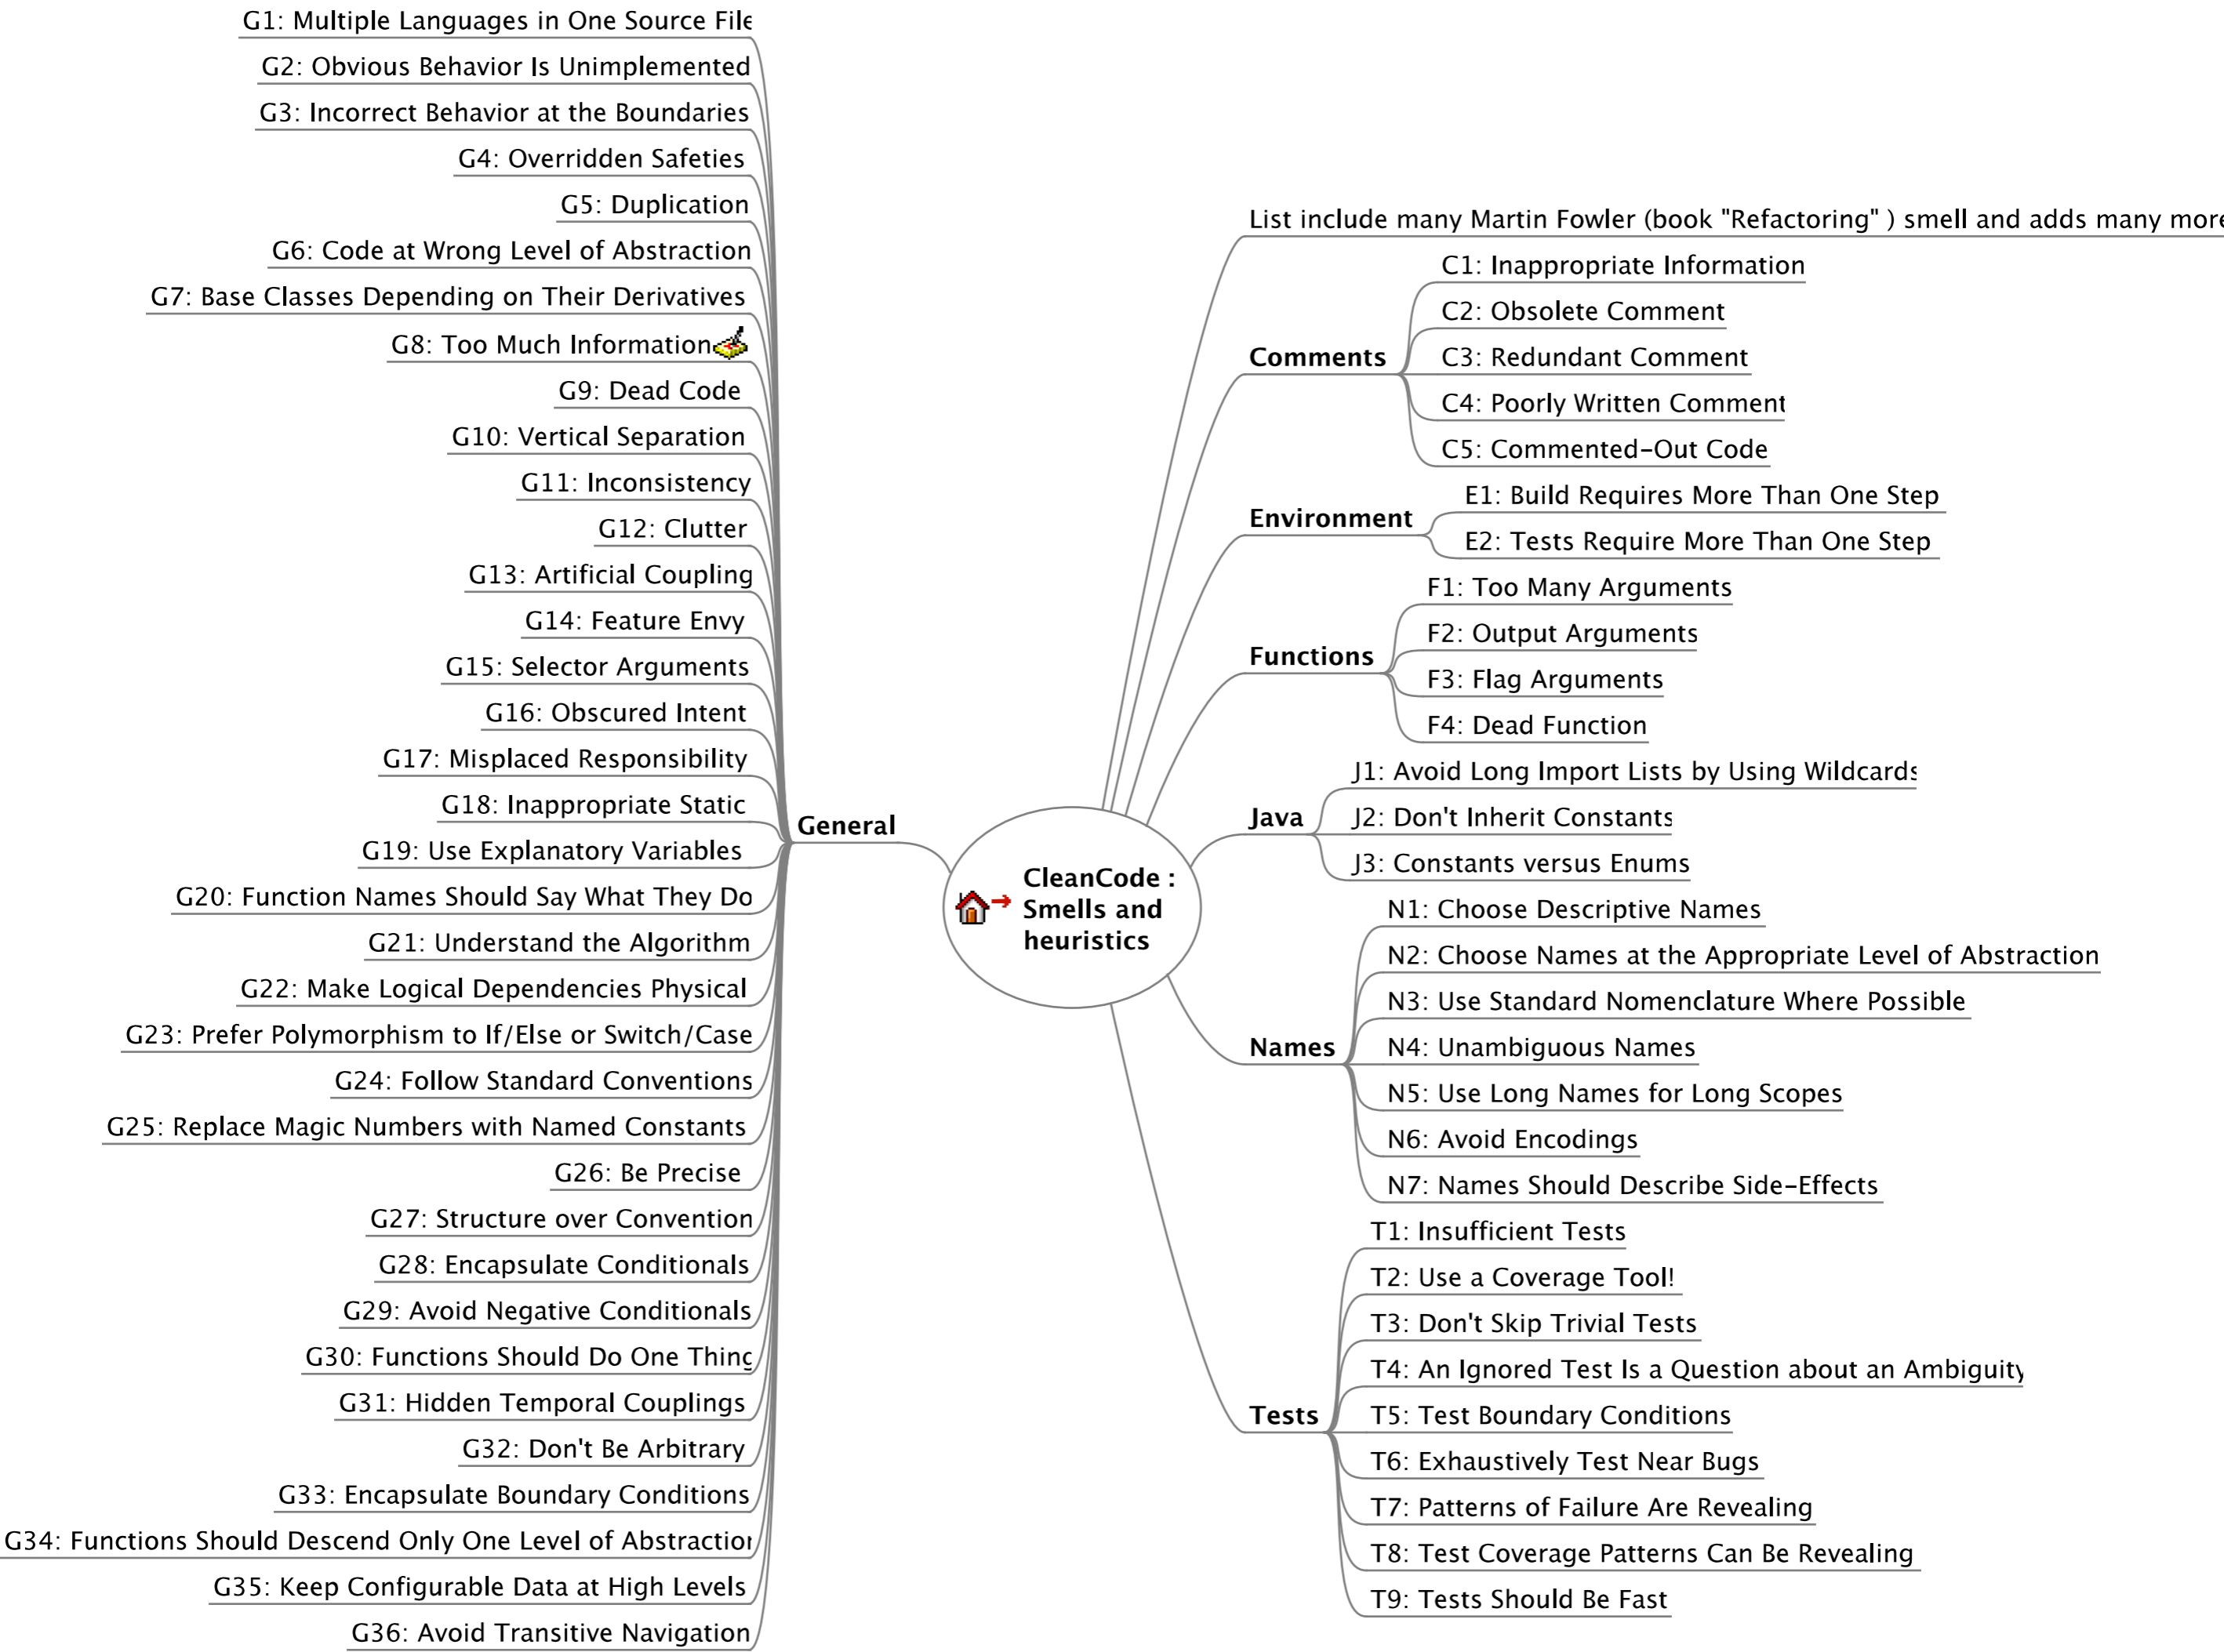 G1: Multiple Languages in One Source File
G2: Obvious Behavior Is Unimplemented
G3: Incorrect Behavior at the Boundaries
G4: Overridden Safeties
G5: Duplication
G6: Code at Wrong Level of Abstraction
G7: Base Classes Depending on Their Derivatives
G8: Too Much Information
G9: Dead Code
G10: Vertical Separation
G11: Inconsistency
G12: Clutter
G13: Artificial Coupling
G14: Feature Envy
G15: Selector Arguments
G16: Obscured Intent
G17: Misplaced Responsibility
G18: Inappropriate Static
G19: Use Explanatory Variables
G20: Function Names Should Say What They Do
G21: Understand the Algorithm
G22: Make Logical Dependencies Physical
G23: Prefer Polymorphism to If/Else or Switch/Case
G24: Follow Standard Conventions
G25: Replace Magic Numbers with Named Constants
G26: Be Precise
G27: Structure over Convention
G28: Encapsulate Conditionals
G29: Avoid Negative Conditionals
G30: Functions Should Do One Thing
G31: Hidden Temporal Couplings
G32: Don't Be Arbitrary
G33: Encapsulate Boundary Conditions
G34: Functions Should Descend Only One Level of Abstraction
G35: Keep Configurable Data at High Levels
G36: Avoid Transitive Navigation
General
CleanCode :
Smells and
heuristics
List include many Martin Fowler (book "Refactoring" ) smell and adds many more
Comments
C1: Inappropriate Information
C2: Obsolete Comment
C3: Redundant Comment
C4: Poorly Written Comment
C5: Commented-Out Code
Environment
E1: Build Requires More Than One Step
E2: Tests Require More Than One Step
Functions
F1: Too Many Arguments
F2: Output Arguments
F3: Flag Arguments
F4: Dead Function
Java
J1: Avoid Long Import Lists by Using Wildcards
J2: Don't Inherit Constants
J3: Constants versus Enums
Names
N1: Choose Descriptive Names
N2: Choose Names at the Appropriate Level of Abstraction
N3: Use Standard Nomenclature Where Possible
N4: Unambiguous Names
N5: Use Long Names for Long Scopes
N6: Avoid Encodings
N7: Names Should Describe Side-Effects
Tests
T1: Insufficient Tests
T2: Use a Coverage Tool!
T3: Don't Skip Trivial Tests
T4: An Ignored Test Is a Question about an Ambiguity
T5: Test Boundary Conditions
T6: Exhaustively Test Near Bugs
T7: Patterns of Failure Are Revealing
T8: Test Coverage Patterns Can Be Revealing
T9: Tests Should Be Fast